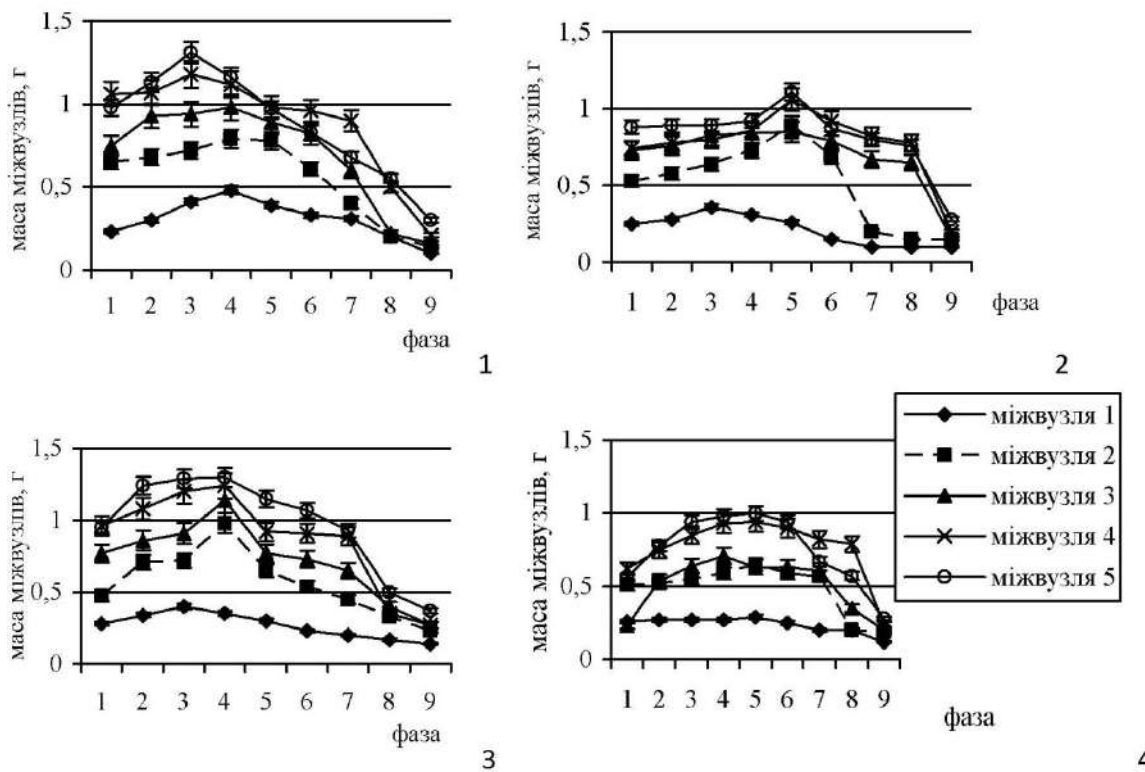 маса міжвузлів, г
1,5
1
0,5
0
1 2 3 4 5 6 7 8 9
фаза
1
маса міжвузлів, г
1,5
1
0,5
0
1 2 3 4 5 6 7 8 9
фаза
2
маса міжвузлів, г
1,5
1
0,5
0
1 2 3 4 5 6 7 8 9
фаза
3
маса міжвузлів, г
1,5
1
0,5
0
1 2 3 4 5 6 7 8 9
фаза
4
міжвузля 1
міжвузля 2
міжвузля 3
міжвузля 4
міжвузля 5